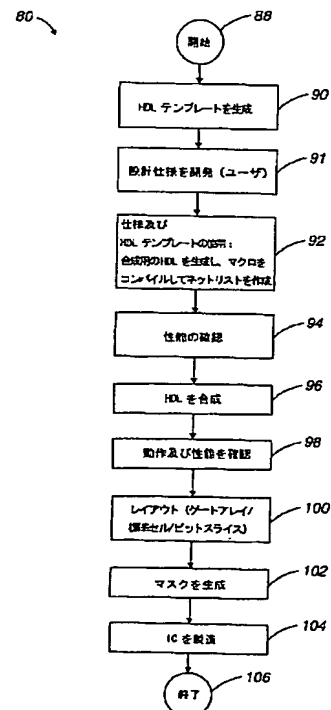 80
開始
88
HDL テンプレートを生成
90
設計仕様を開発 (ユーザ)
91
仕様及び
HDL テンプレートの使用:
合成用のHDL を生成し、マクロを
コンパイルしてネットリストを作成
92
性能の確認
94
HDL を合成
96
動作及び性能を確認
98
レイアウト (ゲートアレイ/
標準セル/ビットスライス)
100
マスクを生成
102
IC を製造
104
終了
106